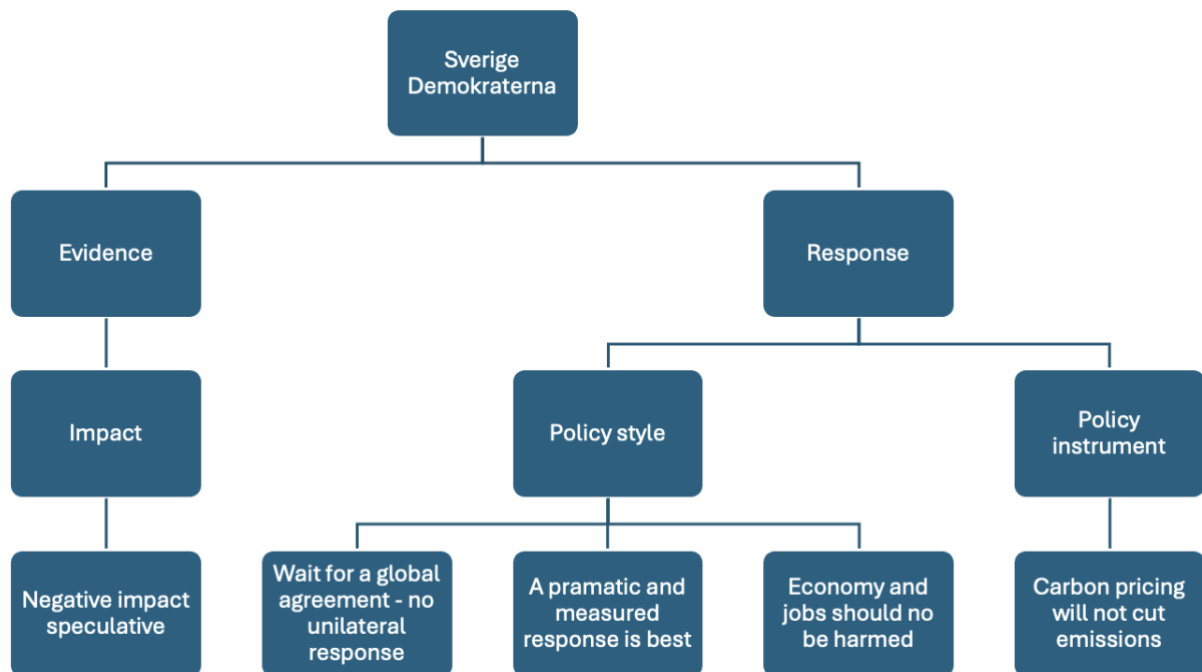 Sverige
Demokraterna
Evidence
Response
Impact
Policy style
Policy
instrument
Negative impact
speculative
Wait for a global
agreement - no
unilateral
response
A pramatic and
measured
response is best
Economy and
jobs should no
be harmed
Carbon pricing
will not cut
emissions